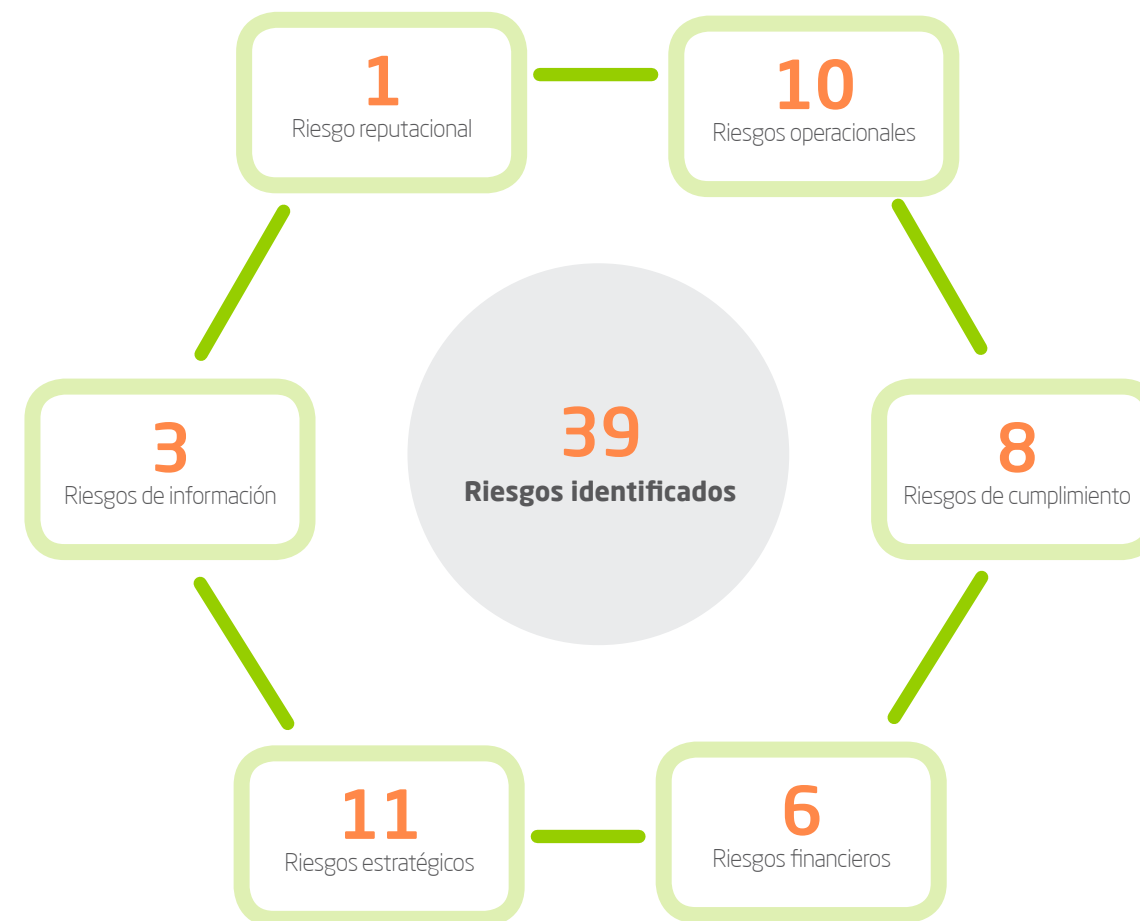 1
Riesgo reputacional
10
Riesgos operacionales
3
Riesgos de información
39
Riesgos identificados
8
Riesgos de cumplimiento
11
Riesgos estratégicos
6
Riesgos financieros